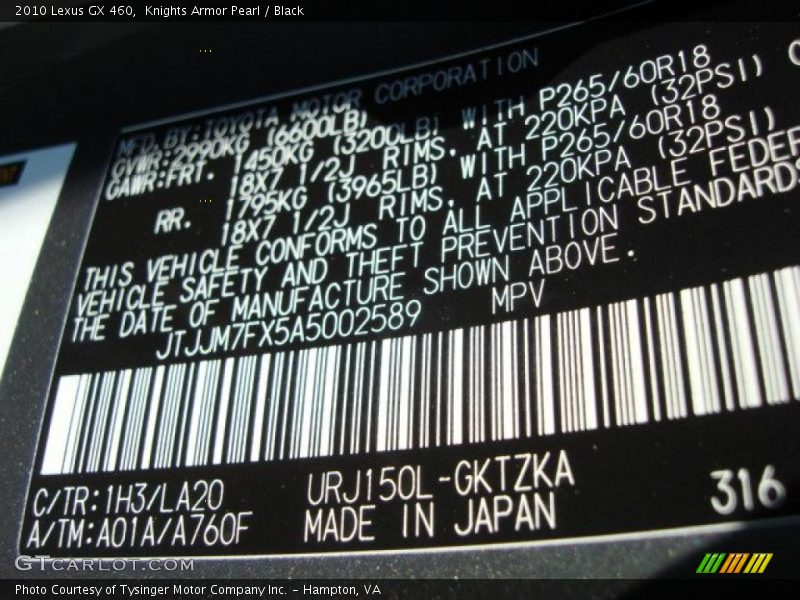 2010 Lexus GX 460, Knights Armor Pearl / Black
MFD.BY:TOYOTA MOTOR CORPORATION
GVWR:2990KG (6600LB)
GAWR:FRT. 1450KG (3200LB) WITH P265/60R18
18X7 1/2J RIMS, AT 220KPA (32PSI)
RR. 1795KG (3965LB) WITH P265/60R18
18X7 1/2J RIMS, AT 220KPA (32PSI)
THIS VEHICLE CONFORMS TO ALL APPLICABLE FEDER
VEHICLE SAFETY AND THEFT PREVENTION STANDARDS
THE DATE OF MANUFACTURE SHOWN ABOVE.
JTJJM7FX5A5002589 MPV
C/TR:1H3/LA20 URJ150L-GKTZKA 316
A/TM:A01A/A760F MADE IN JAPAN
GTCARLOT.COM
Photo Courtesy of Tysinger Motor Company Inc. - Hampton, VA